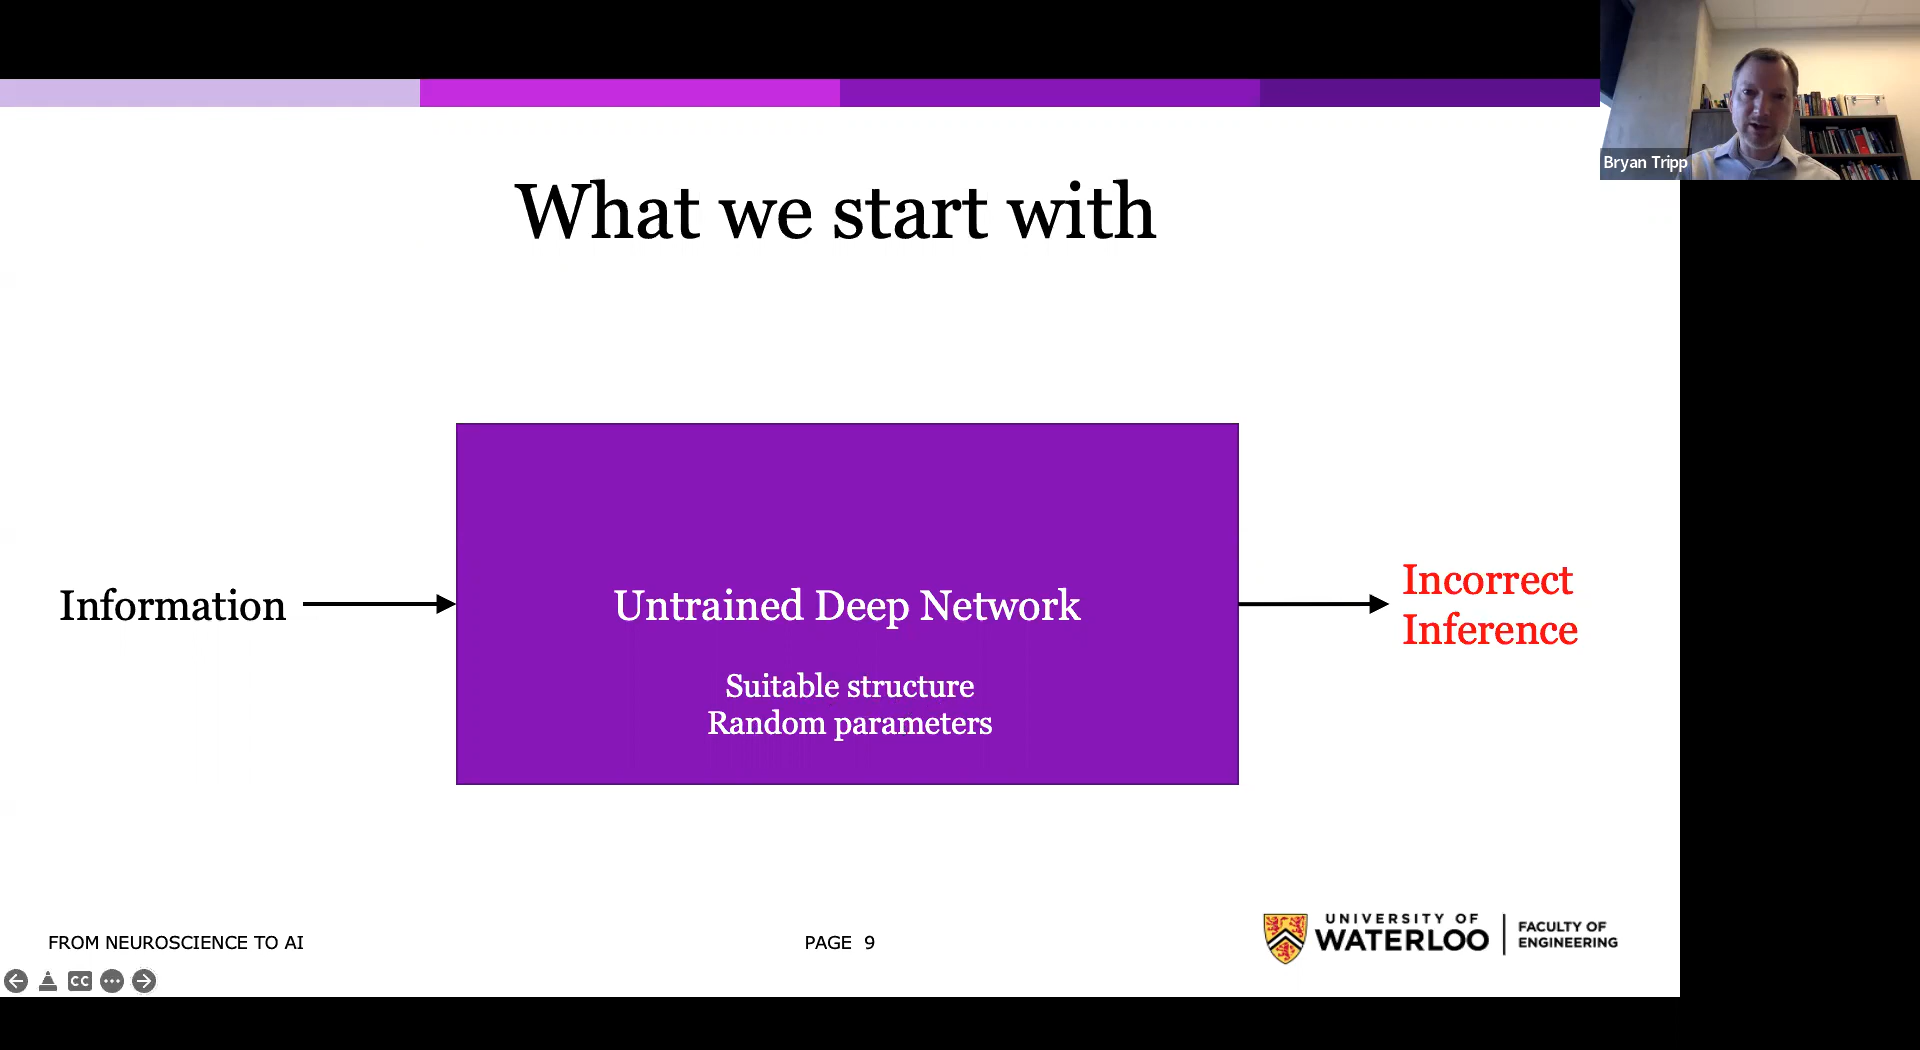 Bryan Tripp
What we start with
Information
Untrained Deep Network
Suitable structure
Random parameters
Incorrect
Inference
FROM NEUROSCIENCE TO AI
PAGE 9
UNIVERSITY OF
WATERLOO
FACULTY OF
ENGINEERING
CC